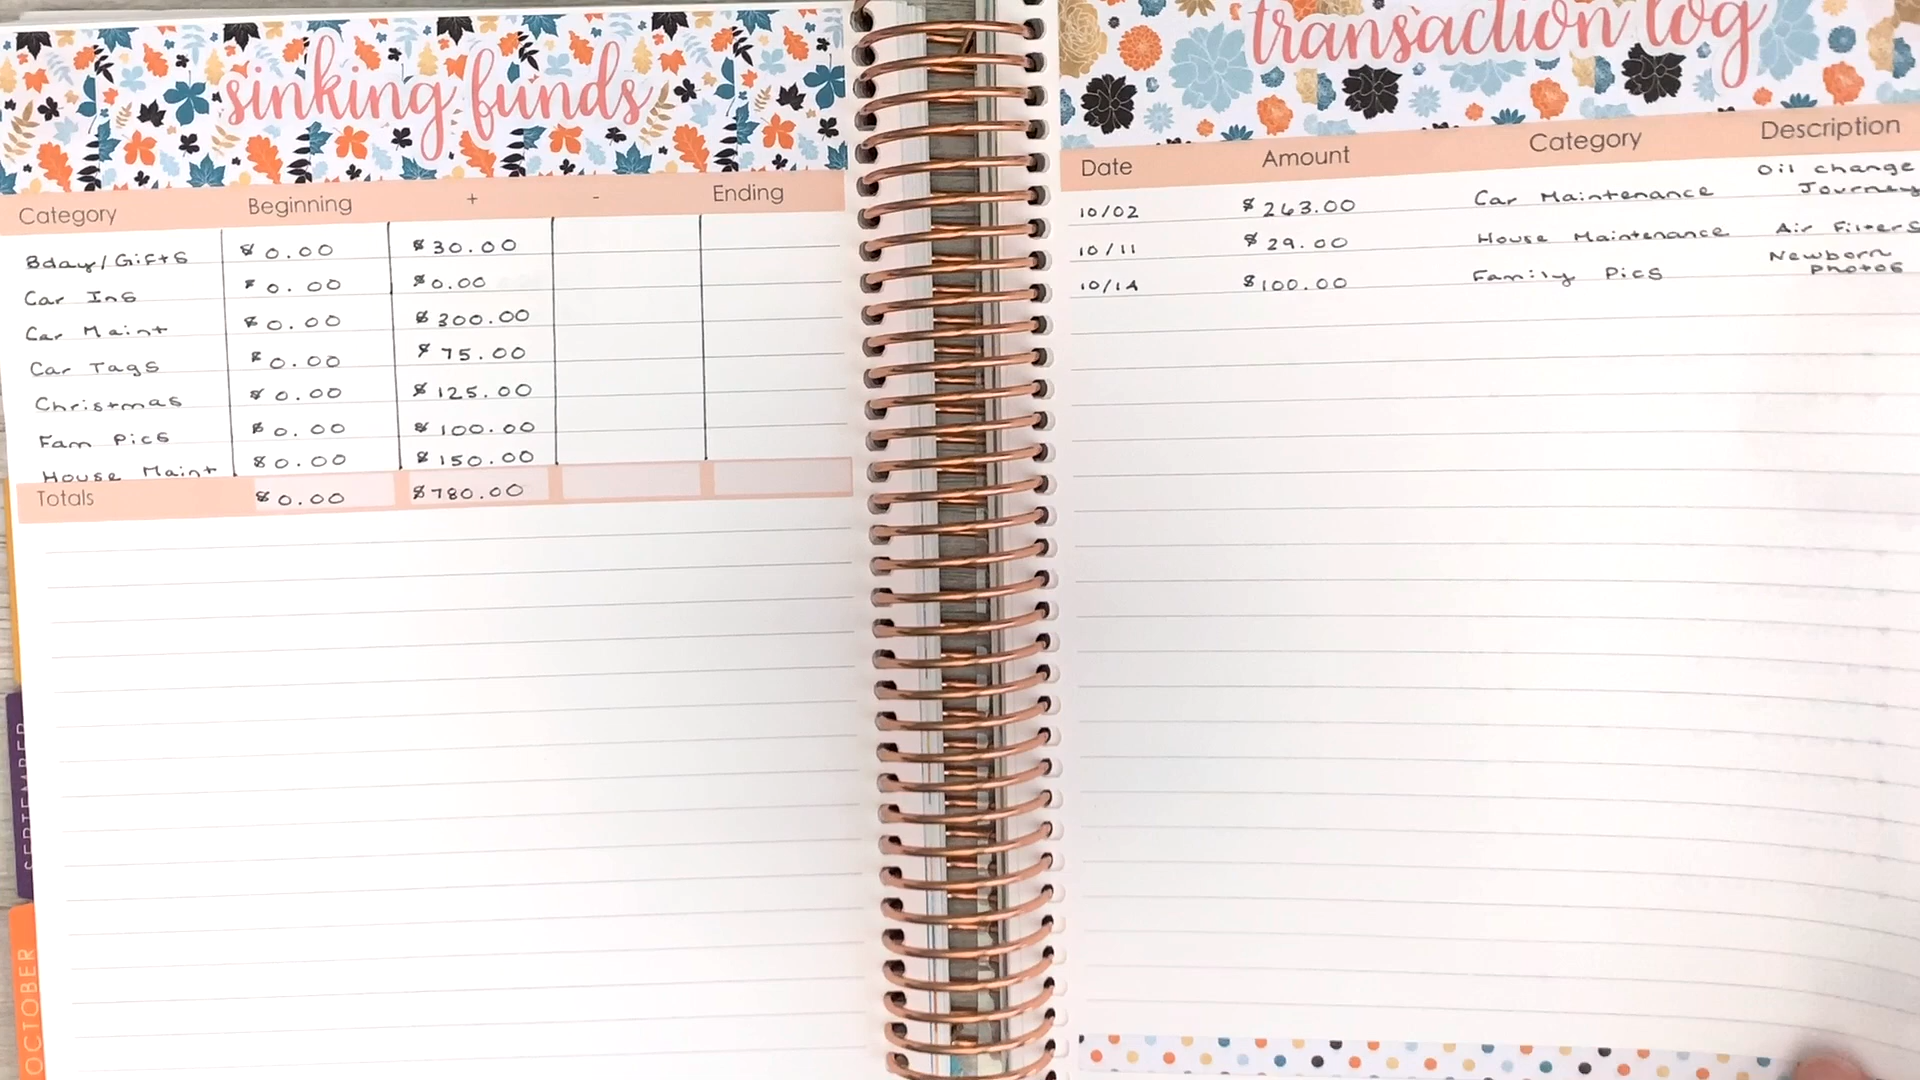 sinking funds
Category Beginning + - Ending
Bday/Gifts $ 0.00 $ 30.00
Car Ins $ 0.00 $ 0.00
Car Maint $ 0.00 $ 300.00
Car Tags $ 0.00 $ 75.00
Christmas $ 0.00 $ 125.00
Fam Pics $ 0.00 $ 100.00
House Maint $ 0.00 $ 150.00
Totals $ 0.00 $ 780.00
SEPTEMBER
OCTOBER
transaction log
Date Amount Category Description
10/02 $ 263.00 Car Maintenance Oil change
Journey
10/11 $ 29.00 House Maintenance Air Filters
10/14 $ 100.00 Family Pics Newborn
photos